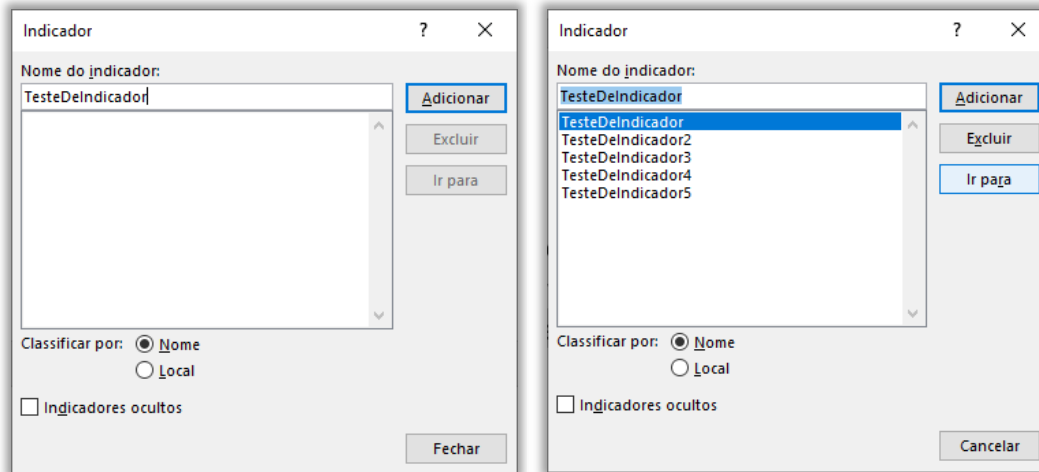 Indicador ?
Nome do indicador:
TesteDeIndicador
Adicionar
Excluir
Ir para
Classificar por: Nome
Local
Indicadores ocultos
Fechar
Indicador ?
Nome do indicador:
TesteDeIndicador
Adicionar
TesteDeIndicador
TesteDeIndicador2
TesteDeIndicador3
TesteDeIndicador4
TesteDeIndicador5
Excluir
Ir para
Classificar por: Nome
Local
Indicadores ocultos
Cancelar